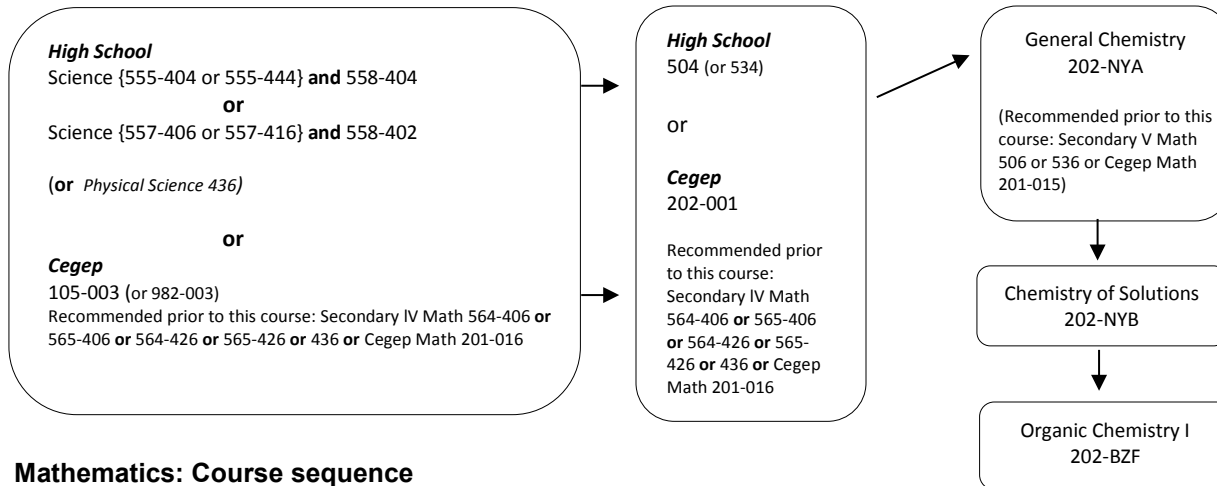 High School
Science {555-404 or 555-444} and 558-404
or
Science {557-406 or 557-416} and 558-402
(or Physical Science 436)
or
Cegep
105-003 (or 982-003)
Recommended prior to this course: Secondary IV Math 564-406 or
565-406 or 564-426 or 565-426 or 436 or Cegep Math 201-016
High School
504 (or 534)
or
Cegep
202-001
Recommended prior
to this course:
Secondary IV Math
564-406 or 565-406
or 564-426 or 565-
426 or 436 or Cegep
Math 201-016
General Chemistry
202-NYA
(Recommended prior to this
course: Secondary V Math
506 or 536 or Cegep Math
201-015)
Chemistry of Solutions
202-NYB
Organic Chemistry I
202-BZF
Mathematics: Course sequence